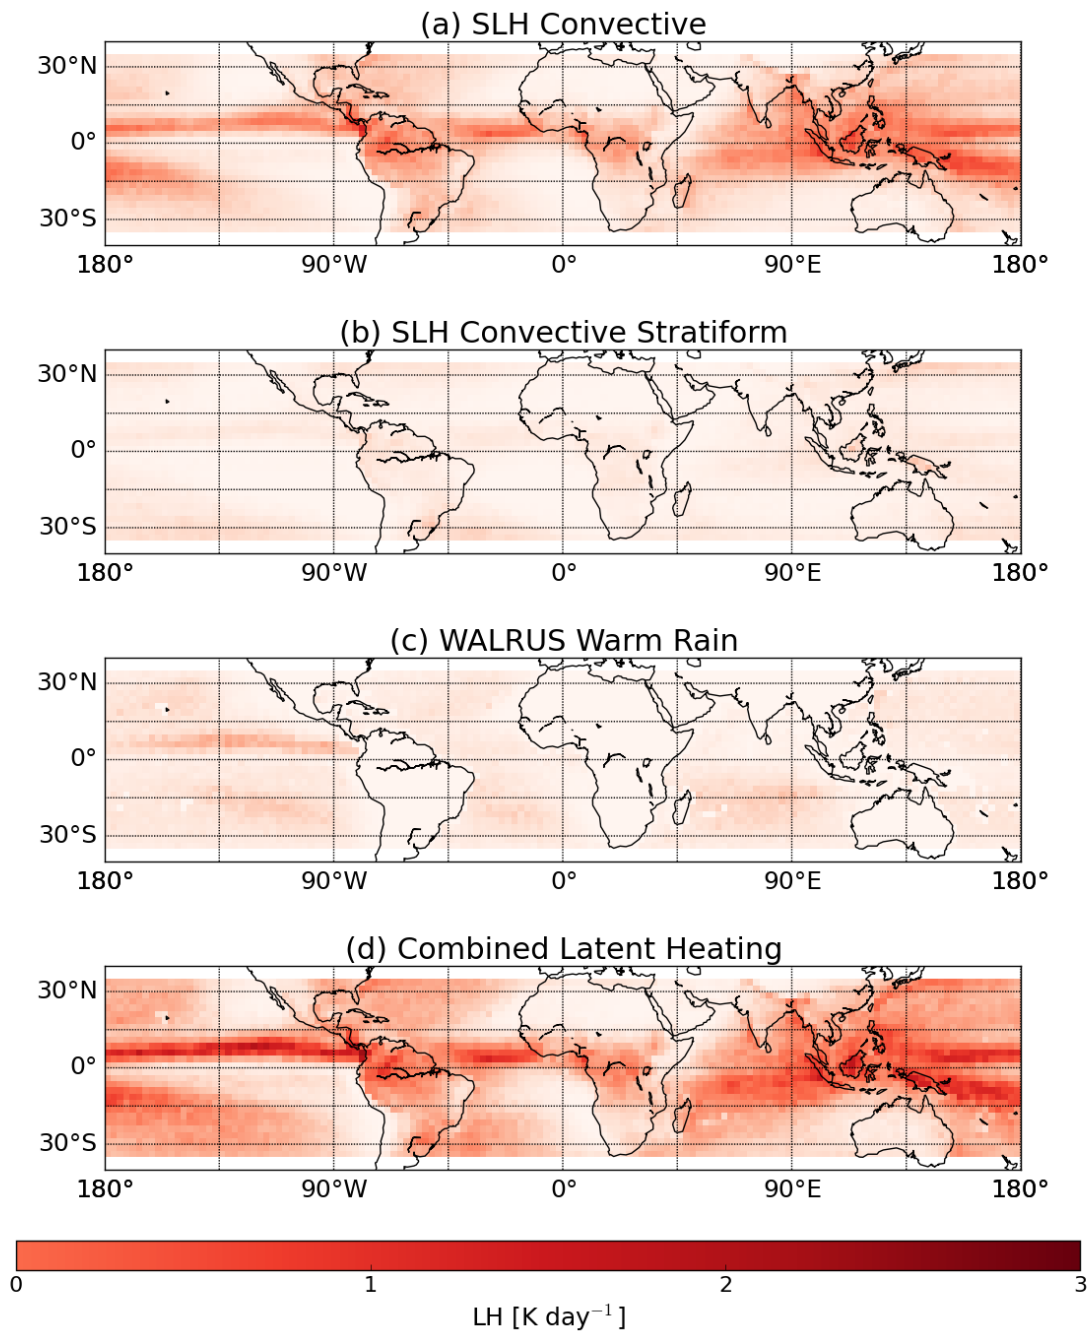 (a) SLH Convective
30°N
0°
30°S
180° 90°W 0° 90°E 180°
(b) SLH Convective Stratiform
30°N
0°
30°S
180° 90°W 0° 90°E 180°
(c) WALRUS Warm Rain
30°N
0°
30°S
180° 90°W 0° 90°E 180°
(d) Combined Latent Heating
30°N
0°
30°S
180° 90°W 0° 90°E 180°
0 1 2 3
LH [K day⁻¹]